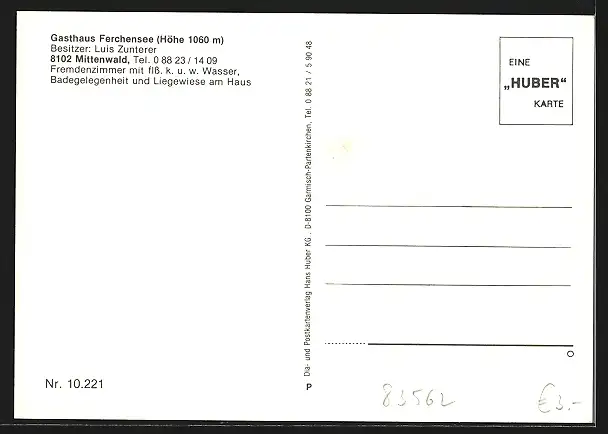 Gasthaus Ferchensee (Höhe 1060 m)
Besitzer: Luis Zunterer
8102 Mittenwald, Tel. 0 88 23 / 14 09
Fremdenzimmer mit flß. k. u. w. Wasser,
Badegelegenheit und Liegewiese am Haus
Nr. 10.221
Dia- und Postkartenverlag Hans Huber KG., D-8100 Garmisch-Partenkirchen, Tel. 0 88 21 / 5 90 48
P
EINE
„HUBER“
KARTE
83562
€3.-